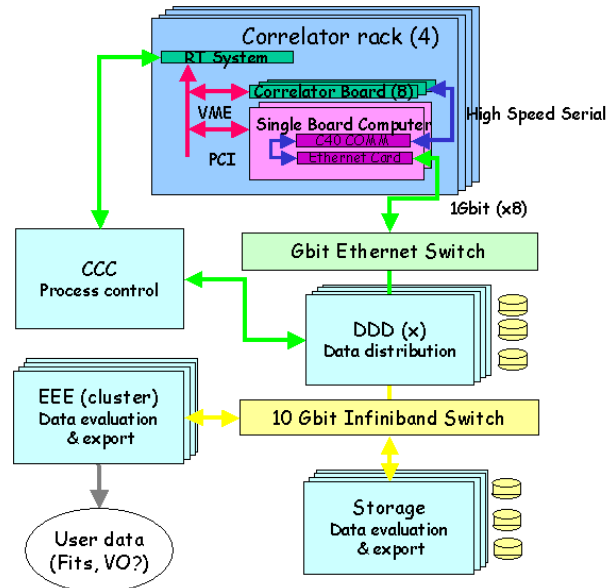 Correlator rack (4)
RT System
Correlator Board (8)
VME
High Speed Serial
Single Board Computer
C40 COMM
PCI
Ethernet Card
1Gbit (x8)
Gbit Ethernet Switch
CCC
Process control
DDD (x)
Data distribution
EEE (cluster)
Data evaluation
& export
10 Gbit Infiniband Switch
Storage
Data evaluation
& export
User data
(Fits, VO?)